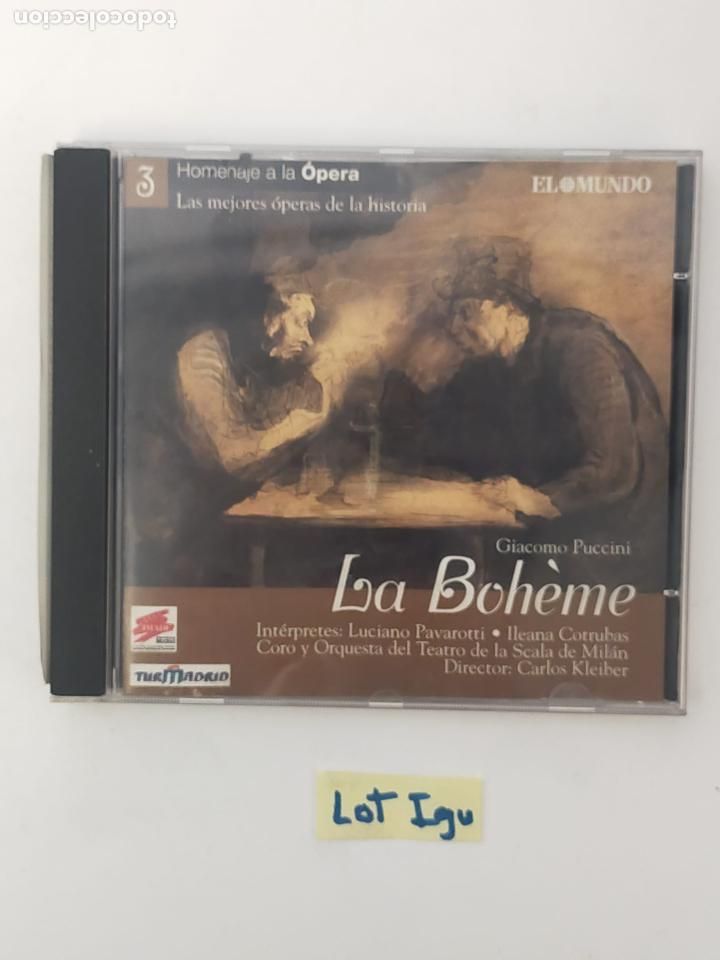 todocoleccion
3 Homenaje a la Ópera
EL MUNDO
Las mejores óperas de la historia
Giacomo Puccini
La Bohème
Intérpretes: Luciano Pavarotti • Ileana Cotrubas
Coro y Orquesta del Teatro de la Scala de Milán
Director: Carlos Kleiber
TURMADRID
Lot Igu